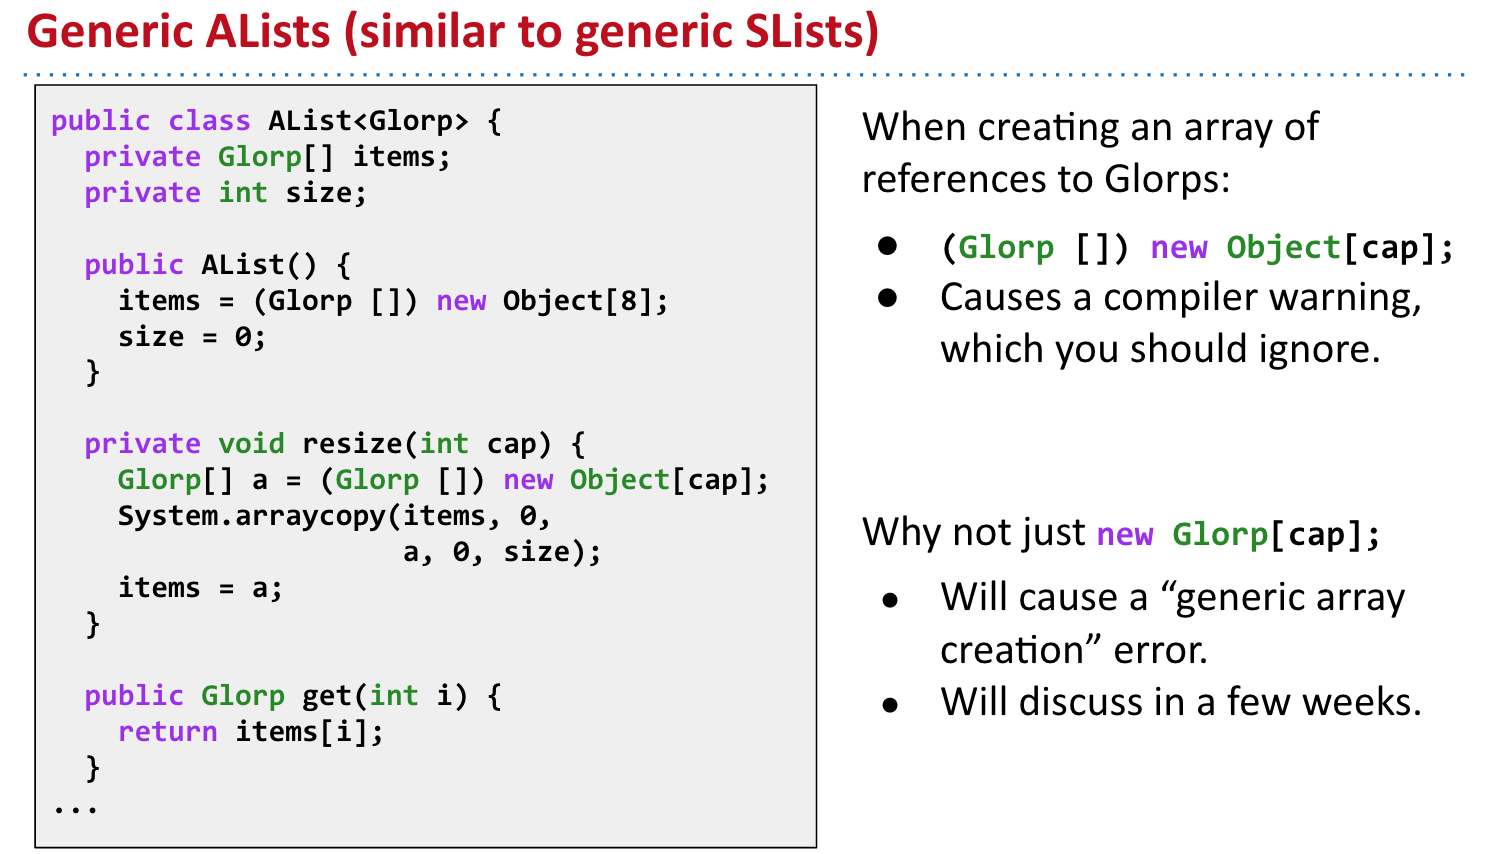 Generic ALists (similar to generic SLists)
public class AList<Glorp> {
  private Glorp[] items;
  private int size;

  public AList() {
    items = (Glorp []) new Object[8];
    size = 0;
  }

  private void resize(int cap) {
    Glorp[] a = (Glorp []) new Object[cap];
    System.arraycopy(items, 0,
                     a, 0, size);
    items = a;
  }

  public Glorp get(int i) {
    return items[i];
  }
...
When creating an array of
references to Glorps:
● (Glorp []) new Object[cap];
● Causes a compiler warning,
which you should ignore.
Why not just new Glorp[cap];
● Will cause a “generic array
creation” error.
● Will discuss in a few weeks.